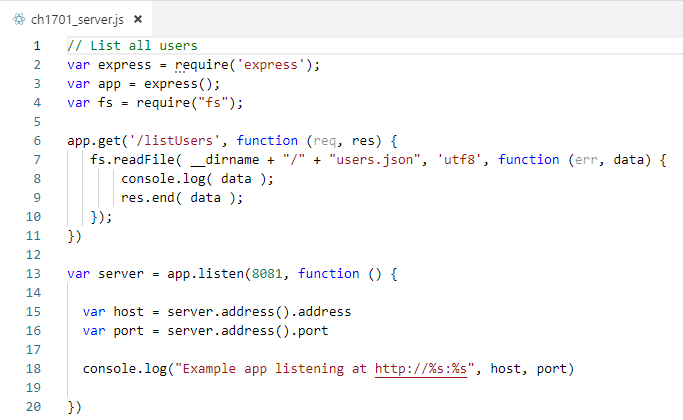 ch1701_server.js ×
1 // List all users
2 var express = require('express');
3 var app = express();
4 var fs = require("fs");
5
6 app.get('/listUsers', function (req, res) {
7 fs.readFile( __dirname + "/" + "users.json", 'utf8', function (err, data) {
8 console.log( data );
9 res.end( data );
10 });
11 })
12
13 var server = app.listen(8081, function () {
14
15 var host = server.address().address
16 var port = server.address().port
17
18 console.log("Example app listening at http://%s:%s", host, port)
19
20 })